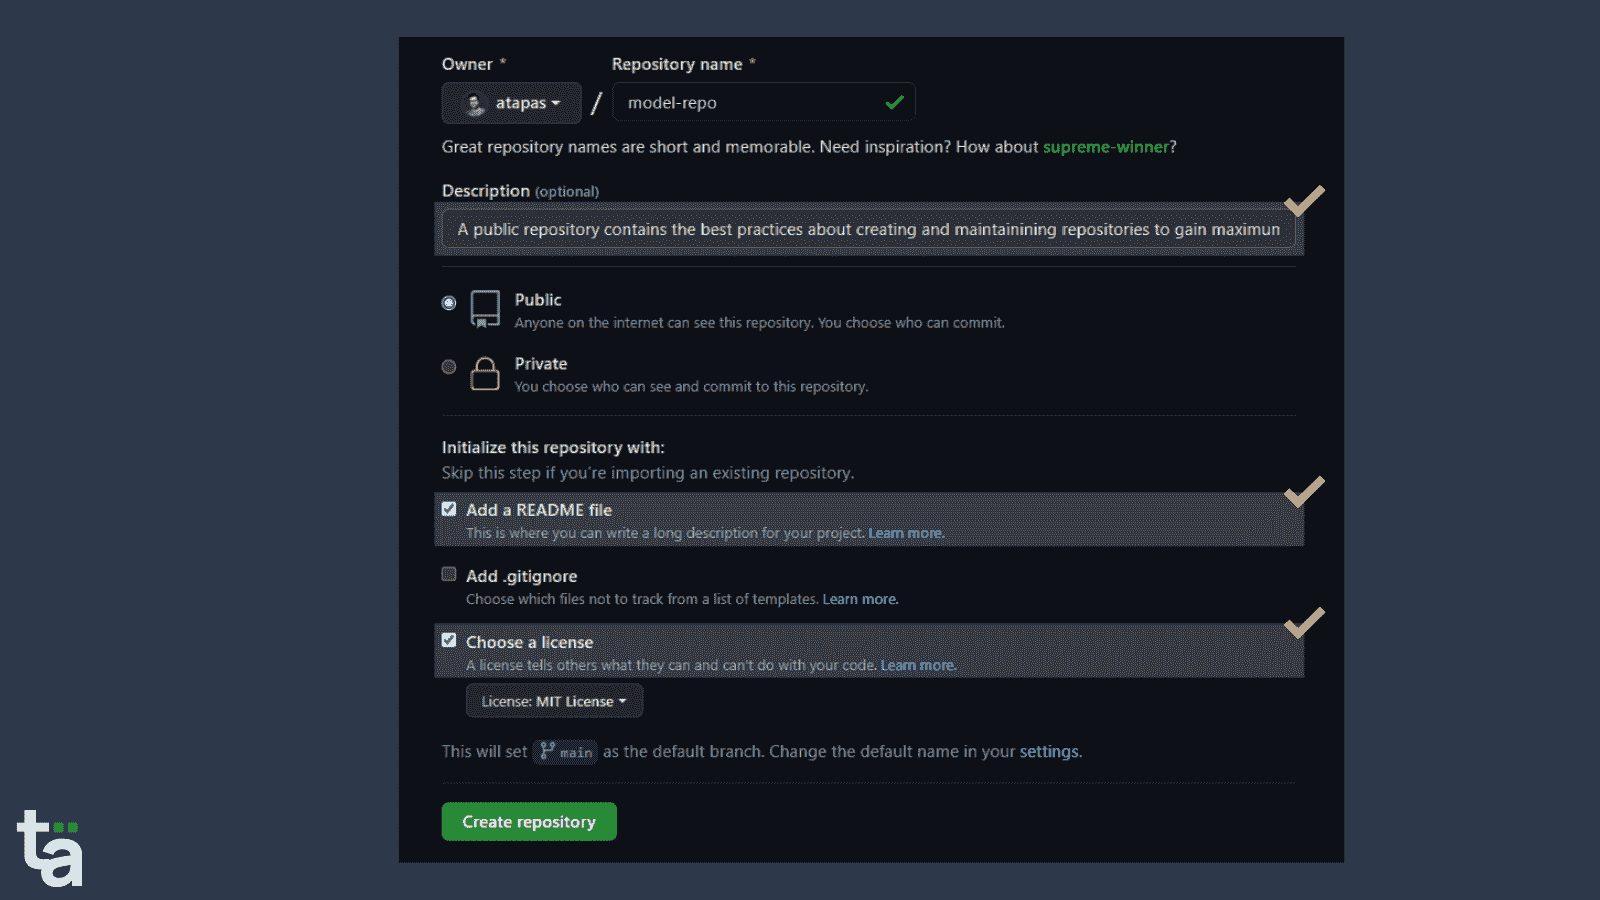 Owner * Repository name *
atapas / model-repo
Great repository names are short and memorable. Need inspiration? How about supreme-winner?
Description (optional)
A public repository contains the best practices about creating and maintainining repositories to gain maximun
Public
Anyone on the internet can see this repository. You choose who can commit.
Private
You choose who can see and commit to this repository.
Initialize this repository with:
Skip this step if you're importing an existing repository.
Add a README file
This is where you can write a long description for your project. Learn more.
Add .gitignore
Choose which files not to track from a list of templates. Learn more.
Choose a license
A license tells others what they can and can't do with your code. Learn more.
License: MIT License
This will set main as the default branch. Change the default name in your settings.
Create repository
tä